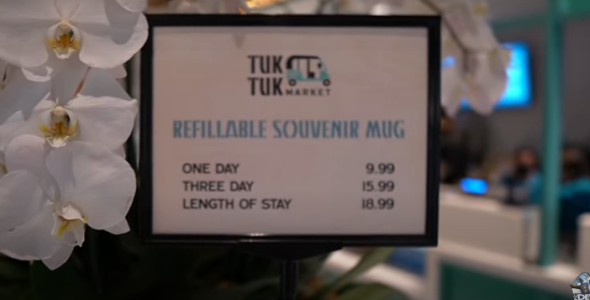 TUK
TUK MARKET
REFILLABLE SOUVENIR MUG
ONE DAY 9.99
THREE DAY 15.99
LENGTH OF STAY 18.99